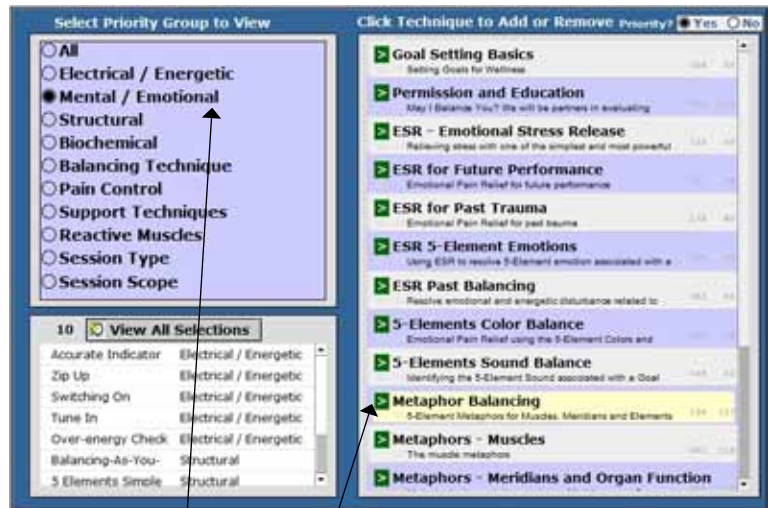 Select Priority Group to View
All
Electrical / Energetic
Mental / Emotional
Structural
Biochemical
Balancing Technique
Pain Control
Support Techniques
Reactive Muscles
Session Type
Session Scope
10 View All Selections
Accurate Indicator Electrical / Energetic
Zip Up Electrical / Energetic
Switching On Electrical / Energetic
Tune In Electrical / Energetic
Over-energy Check Electrical / Energetic
Balancing-As-You- Structural
5 Elements Simple Structural
Click Technique to Add or Remove Priority? Yes No
Goal Setting Basics
Setting Goals for Wellness
Permission and Education
May I Balance You? We will be partners in evaluating
ESR - Emotional Stress Release
Relieving stress with one of the simplest and most powerful
ESR for Future Performance
Emotional Pain Relief for future performance
ESR for Past Trauma
Emotional Pain Relief for past trauma
ESR 5-Element Emotions
Using ESR to resolve 5-Element emotion associated with a
ESR Past Balancing
Resolve emotional and energetic disturbance related to
5-Elements Color Balance
Emotional Pain Relief using the 5-Element Colors and
5-Elements Sound Balance
Identifying the 5-Element Sound associated with a Goal
Metaphor Balancing
5-Element Metaphors for Muscles, Meridians and Elements
Metaphors - Muscles
The muscle metaphors
Metaphors - Meridians and Organ Function